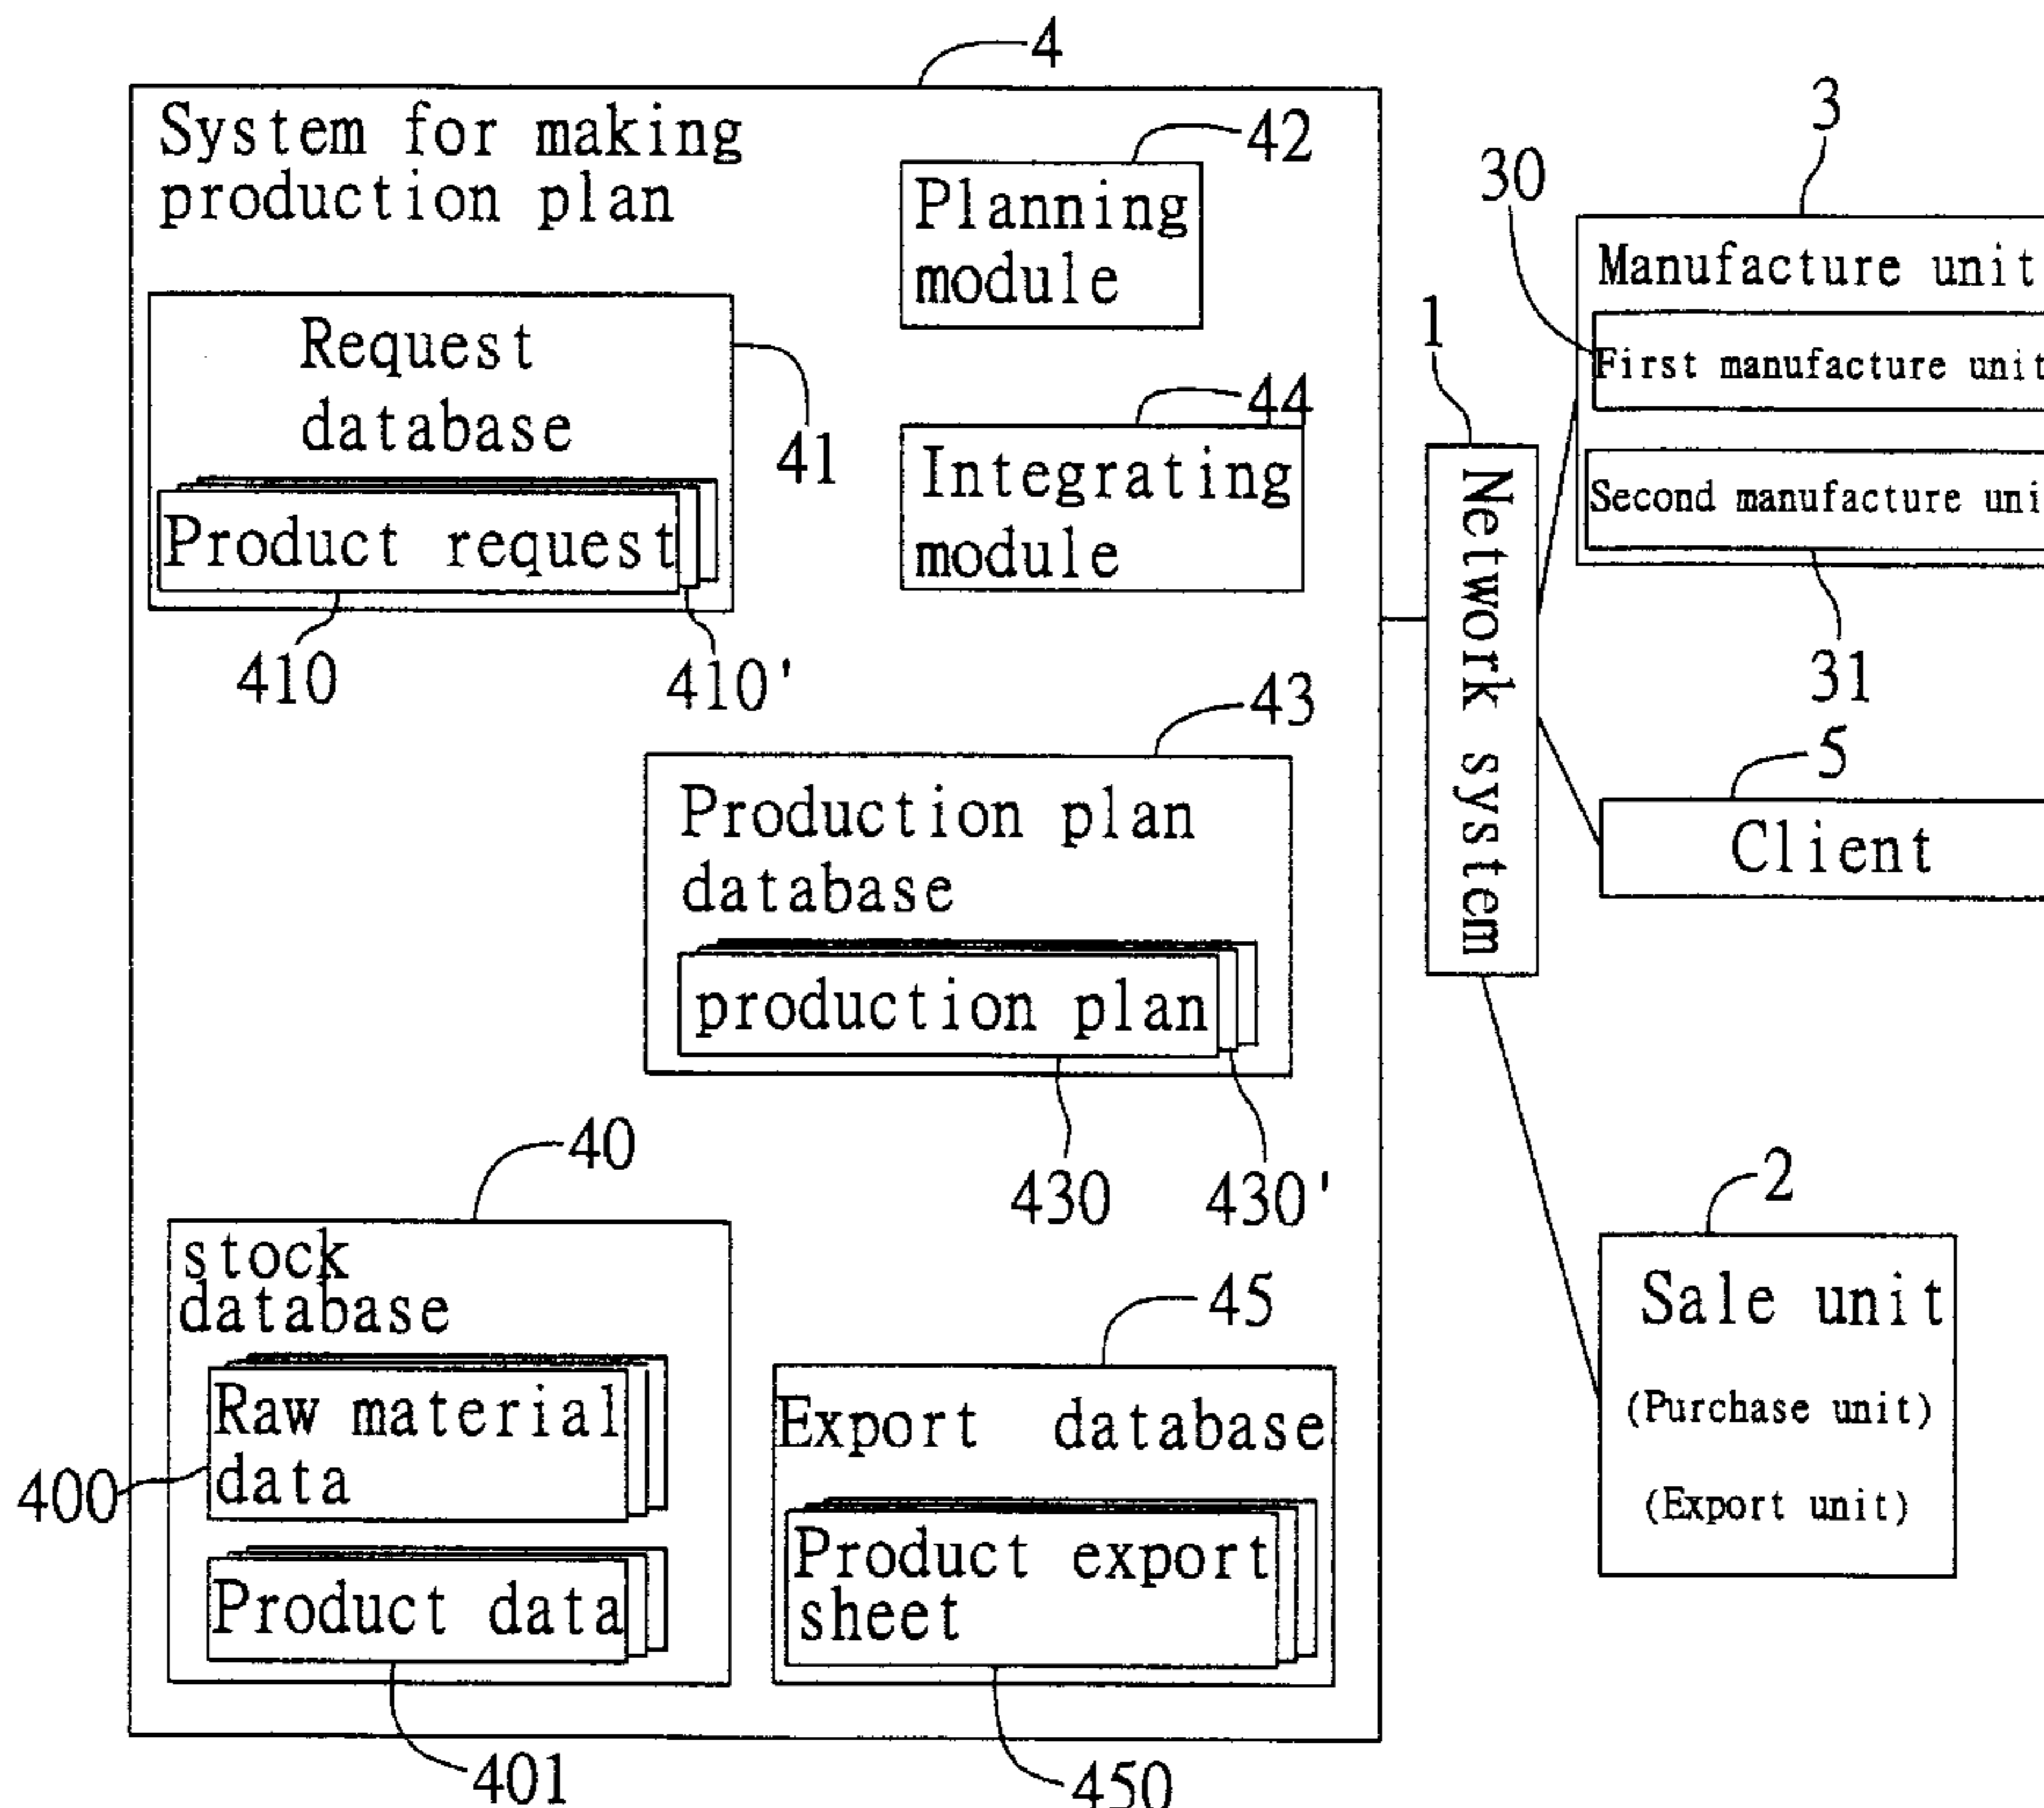 4
System for making
production plan
42
Planning
module
Request
database
41
Product request
410
410'
44
Integrating
module
43
Production plan
database
production plan
430
430'
40
stock
database
Raw material
data
400
Product data
401
45
Export database
Product export
sheet
450
1
Network system
3
30
Manufacture unit
First manufacture unit
Second manufacture uni
31
5
Client
2
Sale unit
(Purchase unit)
(Export unit)